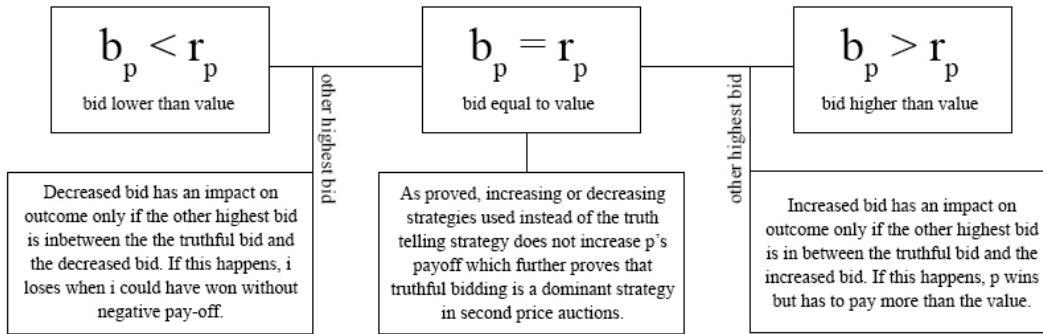 b_p < r_p
bid lower than value
other highest bid
b_p = r_p
bid equal to value
other highest bid
b_p > r_p
bid higher than value
Decreased bid has an impact on
outcome only if the other highest bid
is inbetween the the truthful bid and
the decreased bid. If this happens, i
loses when i could have won without
negative pay-off.
As proved, increasing or decreasing
strategies used instead of the truth
telling strategy does not increase p's
payoff which further proves that
truthful bidding is a dominant strategy
in second price auctions.
Increased bid has an impact on
outcome only if the other highest bid
is in between the truthful bid and the
increased bid. If this happens, p wins
but has to pay more than the value.